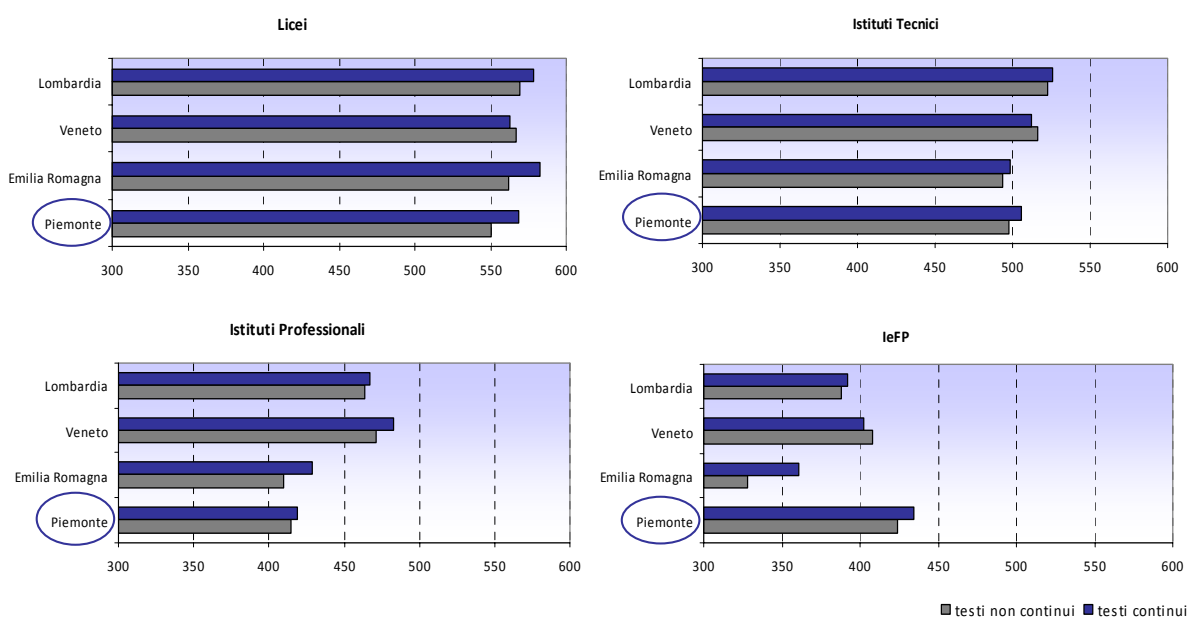 Licei
Lombardia
Veneto
Emilia Romagna
Piemonte
300 350 400 450 500 550 600
Istituti Tecnici
Lombardia
Veneto
Emilia Romagna
Piemonte
300 350 400 450 500 550 600
Istituti Professionali
Lombardia
Veneto
Emilia Romagna
Piemonte
300 350 400 450 500 550 600
IeFP
Lombardia
Veneto
Emilia Romagna
Piemonte
300 350 400 450 500 550 600
testi non continui testi continui